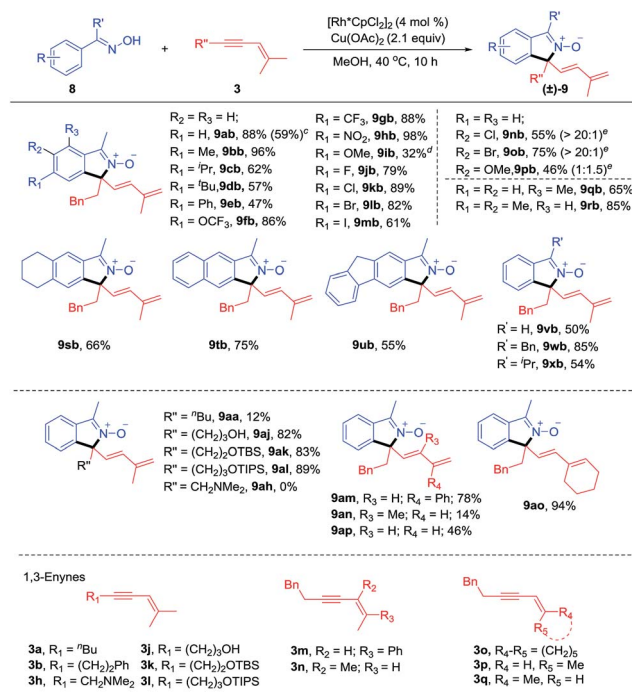 R'
R
N OH
8
+
R"
3
[Rh*CpCl2]2 (4 mol %)
Cu(OAc)2 (2.1 equiv)
MeOH, 40 °C, 10 h
R'
R
N+ O−
R"
(±)-9
R3
R2
R1
N+ O−
Bn
R2 = R3 = H;
R1 = H, 9ab, 88% (59%)c
R1 = Me, 9bb, 96%
R1 = iPr, 9cb, 62%
R1 = tBu,9db, 57%
R1 = Ph, 9eb, 47%
R1 = OCF3, 9fb, 86%
R1 = CF3, 9gb, 88%
R1 = NO2, 9hb, 98%
R1 = OMe, 9ib, 32%d
R1 = F, 9jb, 79%
R1 = Cl, 9kb, 89%
R1 = Br, 9lb, 82%
R1 = I, 9mb, 61%
R1 = R3 = H;
R2 = Cl, 9nb, 55% (> 20:1)e
R2 = Br, 9ob, 75% (> 20:1)e
R2 = OMe,9pb, 46% (1:1.5)e
R1 = R2 = H, R3 = Me, 9qb, 65%
R1 = R2 = Me, R3 = H, 9rb, 85%
N+ O−
Bn
9sb, 66%
N+ O−
Bn
9tb, 75%
N+ O−
Bn
9ub, 55%
R'
N+ O−
Bn
R' = H, 9vb, 50%
R' = Bn, 9wb, 85%
R' = iPr, 9xb, 54%
N+ O−
R"
R" = nBu, 9aa, 12%
R" = (CH2)3OH, 9aj, 82%
R" = (CH2)2OTBS, 9ak, 83%
R" = (CH2)3OTIPS, 9al, 89%
R" = CH2NMe2, 9ah, 0%
N+ O−
R3
Bn
R4
9am, R3 = H; R4 = Ph; 78%
9an, R3 = Me; R4 = H; 14%
9ap, R3 = H; R4 = H; 46%
N+ O−
Bn
9ao, 94%
1,3-Enynes
R1
3a R1 = nBu
3b R1 = (CH2)2Ph
3h R1 = CH2NMe2
3j R1 = (CH2)3OH
3k R1 = (CH2)2OTBS
3l R1 = (CH2)3OTIPS
Bn
R2
R3
3m R2 = H; R3 = Ph
3n R2 = Me; R3 = H
Bn
R4
R5
3o R4-R5 = (CH2)5
3p R4 = H, R5 = Me
3q R4 = Me, R5 = H